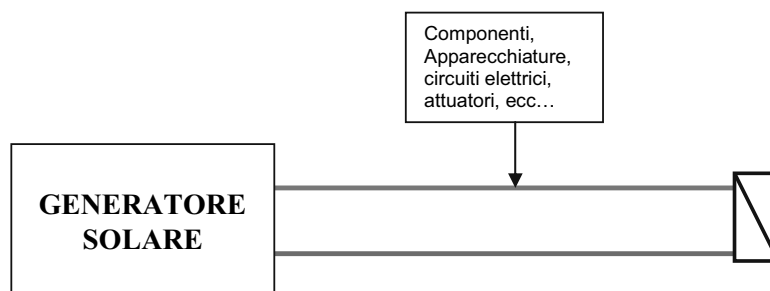 Componenti,
Apparecchiature,
circuiti elettrici,
attuatori, ecc…
GENERATORE
SOLARE